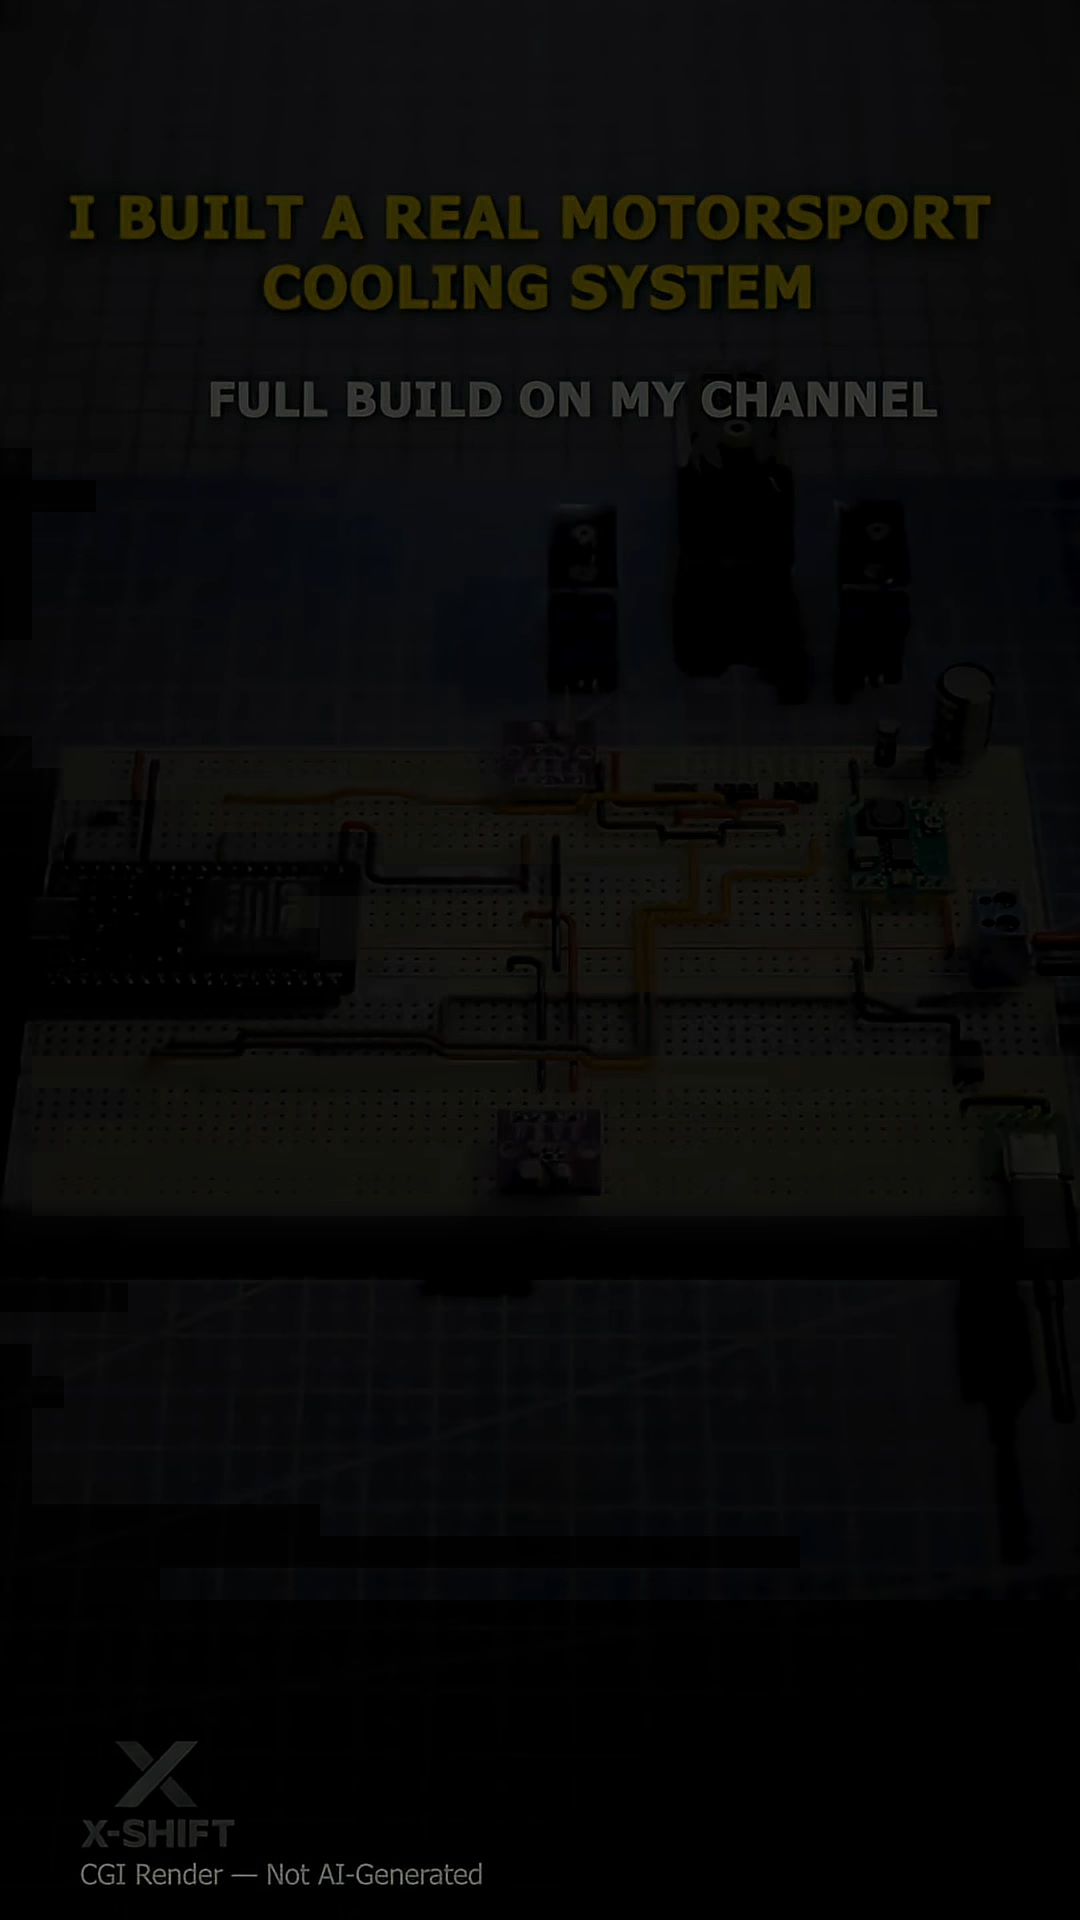 I BUILT A REAL MOTORSPORT
COOLING SYSTEM
FULL BUILD ON MY CHANNEL
X-SHIFT
CGI Render — Not AI-Generated